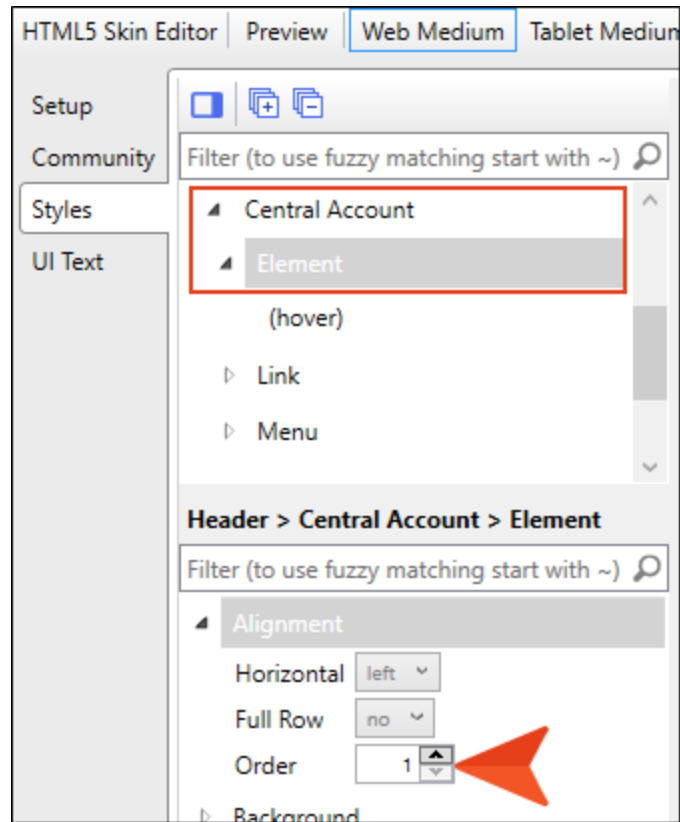 HTML5 Skin Editor Preview Web Medium Tablet Medium
Setup
Community
Styles
UI Text
Filter (to use fuzzy matching start with ~)
Central Account
Element
(hover)
Link
Menu
Header > Central Account > Element
Filter (to use fuzzy matching start with ~)
Alignment
Horizontal left
Full Row no
Order 1
Background